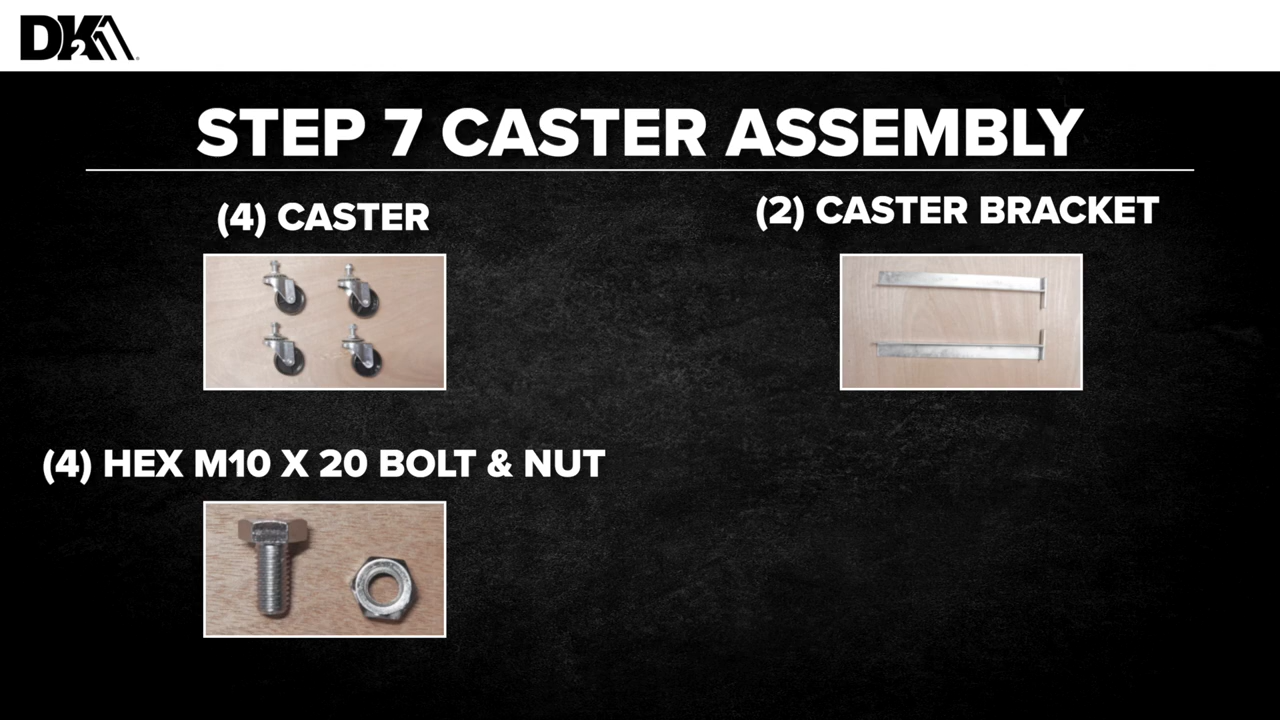 DK2
STEP 7 CASTER ASSEMBLY
(4) CASTER
(2) CASTER BRACKET
(4) HEX M10 X 20 BOLT & NUT